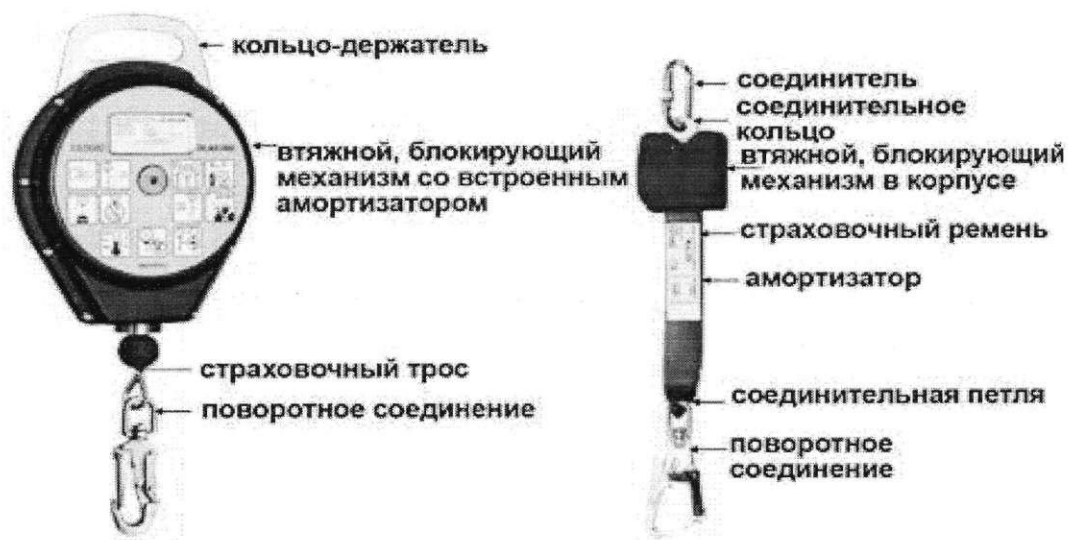 кольцо-держатель
втяжной, блокирующий
механизм со встроенным
амортизатором
страховочный трос
поворотное соединение
соединитель
соединительное
кольцо
втяжной, блокирующий
механизм в корпусе
страховочный ремень
амортизатор
соединительная петля
поворотное
соединение